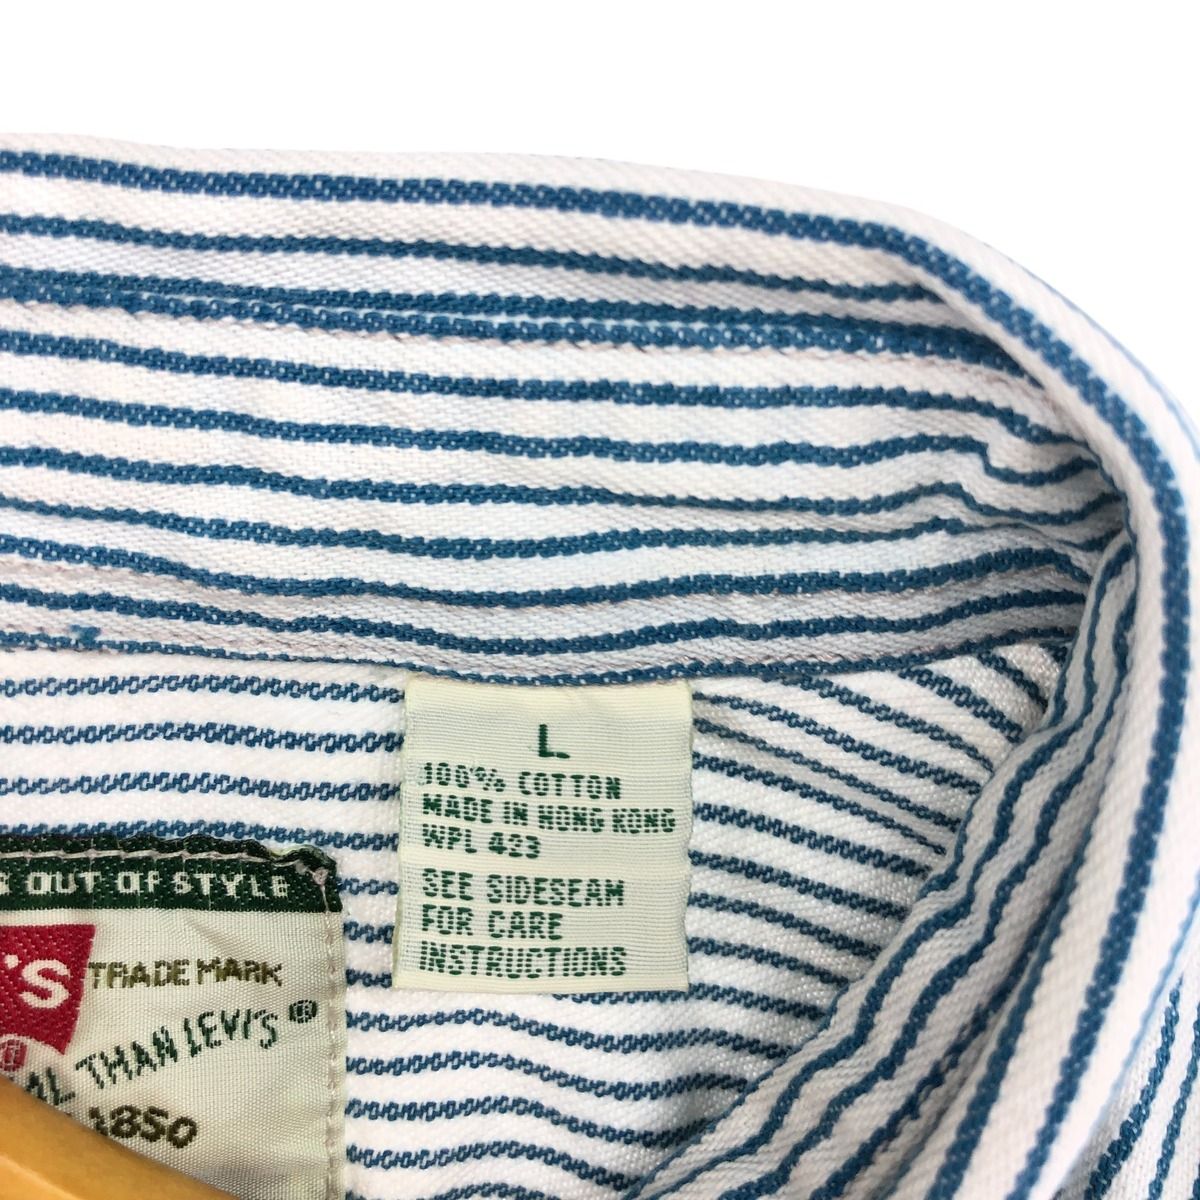 L
100% COTTON
MADE IN HONG KONG
WPL 423
SEE SIDESEAM
FOR CARE
INSTRUCTIONS
OUT OF STYLE
'S TRADE MARK
®
AL THAN LEVI'S ®
1850